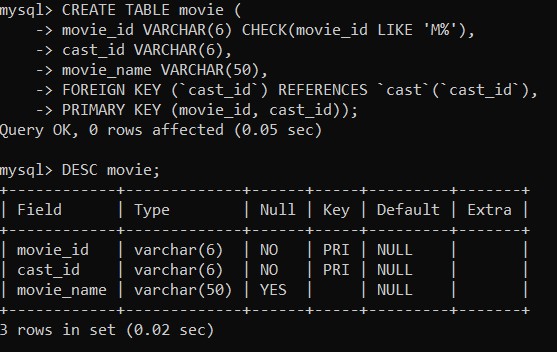 mysql> CREATE TABLE movie (
    -> movie_id VARCHAR(6) CHECK(movie_id LIKE 'M%'),
    -> cast_id VARCHAR(6),
    -> movie_name VARCHAR(50),
    -> FOREIGN KEY (`cast_id`) REFERENCES `cast`(`cast_id`),
    -> PRIMARY KEY (movie_id, cast_id));
Query OK, 0 rows affected (0.05 sec)

mysql> DESC movie;
+------------+-------------+------+-----+---------+-------+
| Field      | Type        | Null | Key | Default | Extra |
+------------+-------------+------+-----+---------+-------+
| movie_id   | varchar(6)  | NO   | PRI | NULL    |       |
| cast_id    | varchar(6)  | NO   | PRI | NULL    |       |
| movie_name | varchar(50) | YES  |     | NULL    |       |
+------------+-------------+------+-----+---------+-------+
3 rows in set (0.02 sec)